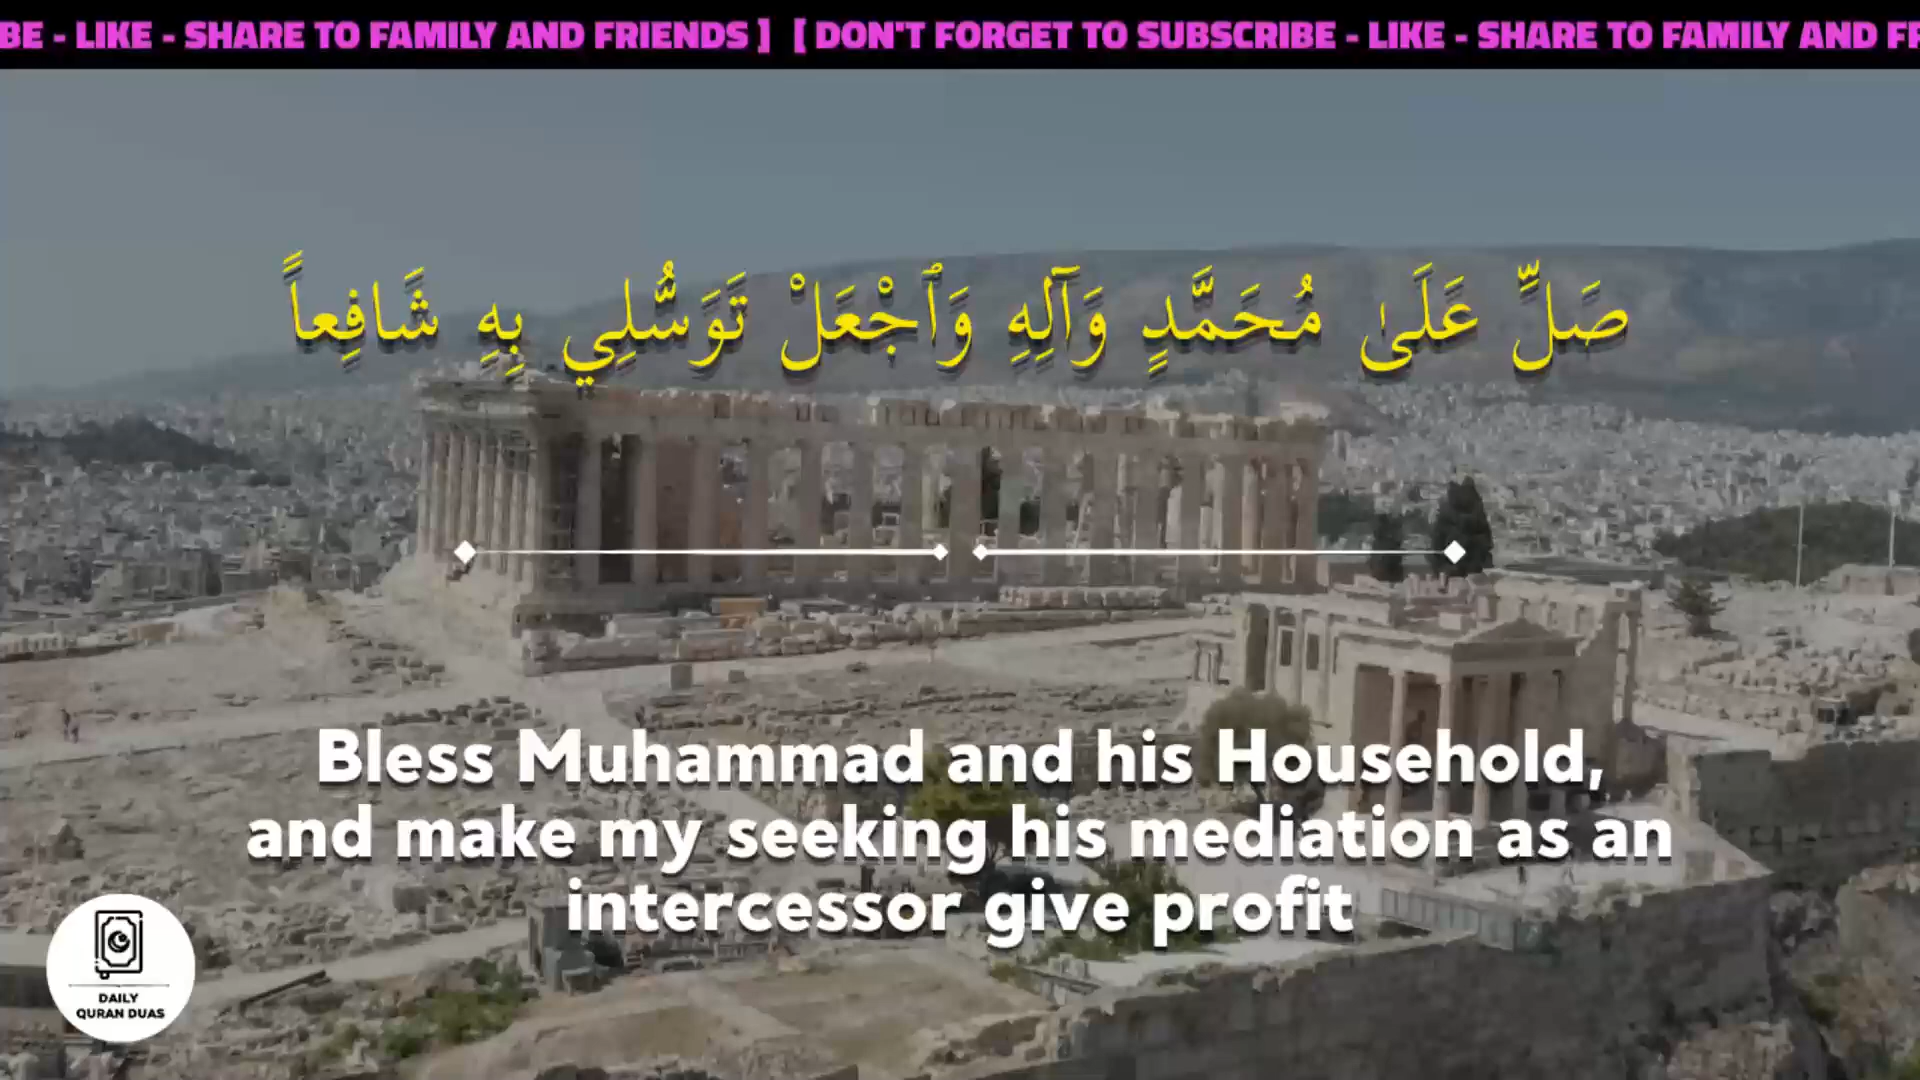 BE - LIKE - SHARE TO FAMILY AND FRIENDS ] [ DON'T FORGET TO SUBSCRIBE - LIKE - SHARE TO FAMILY AND FR
صَلِّ عَلَىٰ مُحَمَّدٍ وَآلِهِ وَٱجْعَلْ تَوَسُّلِي بِهِ شَافِعاً
Bless Muhammad and his Household,
and make my seeking his mediation as an
intercessor give profit
DAILY
QURAN DUAS